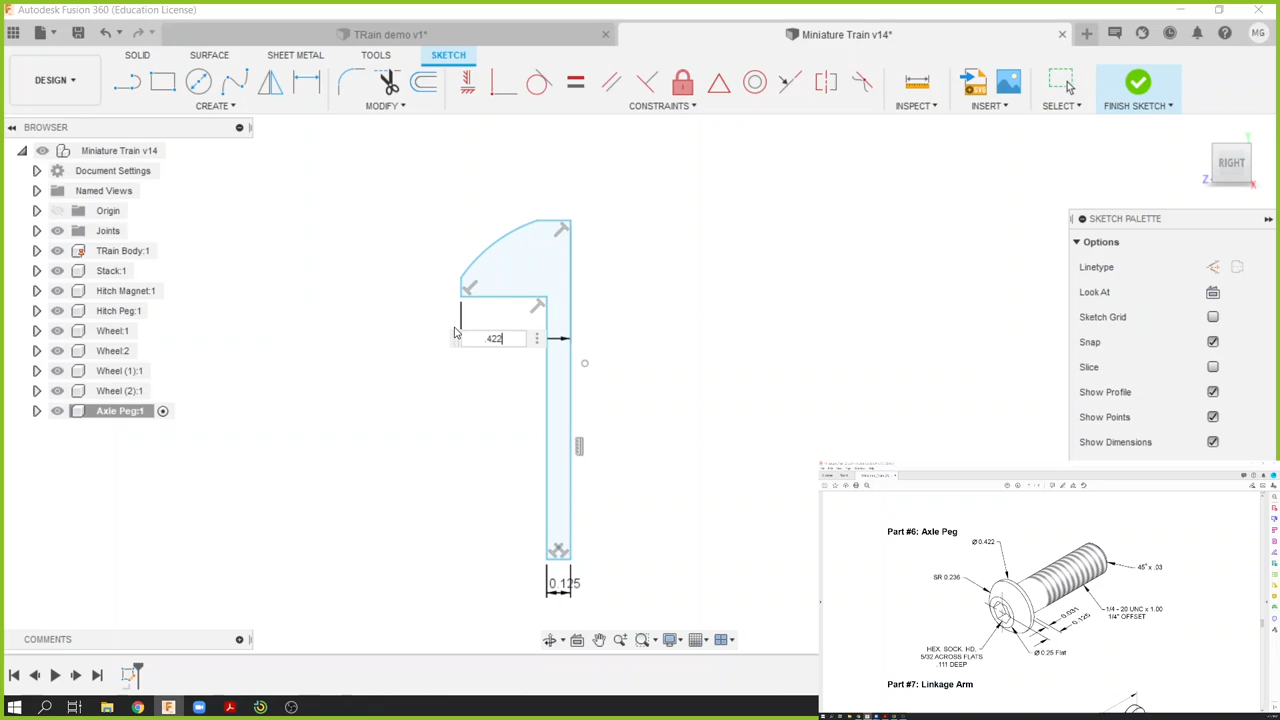 Autodesk Fusion 360 (Education License)
TRain demo v1*
Miniature Train v14*
MG
DESIGN
SOLID
SURFACE
SHEET METAL
TOOLS
SKETCH
CREATE
MODIFY
CONSTRAINTS
INSPECT
INSERT
SELECT
FINISH SKETCH
SVG
BROWSER
Miniature Train v14
Document Settings
Named Views
Origin
Joints
TRain Body:1
Stack:1
Hitch Magnet:1
Hitch Peg:1
Wheel:1
Wheel:2
Wheel (1):1
Wheel (2):1
Axle Peg:1
.422
0.125
Y
RIGHT
Z
X
SKETCH PALETTE
Options
Linetype
Look At
Sketch Grid
Snap
Slice
Show Profile
Show Points
Show Dimensions
Part #6: Axle Peg
Ø 0.422
SR 0.236
45° x .03
0.031
0.125
1/4 - 20 UNC x 1.00
1/4" OFFSET
HEX. SOCK. HD.
5/32 ACROSS FLATS
.111 DEEP
Ø 0.25 Flat
Part #7: Linkage Arm
COMMENTS